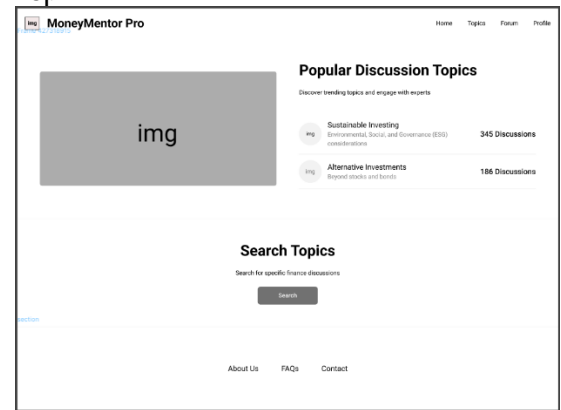 img MoneyMentor Pro Home Topics Forum Profile
img
Popular Discussion Topics
Discover trending topics and engage with experts
img Sustainable Investing
Environmental, Social, and Governance (ESG)
considerations
345 Discussions
img Alternative Investments
Beyond stocks and bonds
186 Discussions
Search Topics
Search for specific finance discussions
Search
section
About Us FAQs Contact